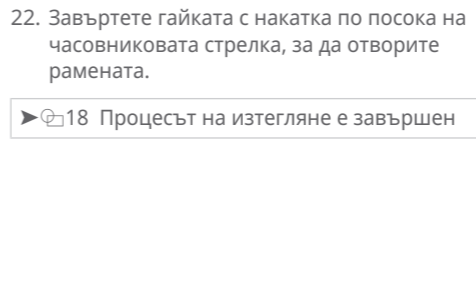 22. Завъртете гайката с накатка по посока на
часовниковата стрелка, за да отворите
рамената.
➤18 Процесът на изтегляне е завършен